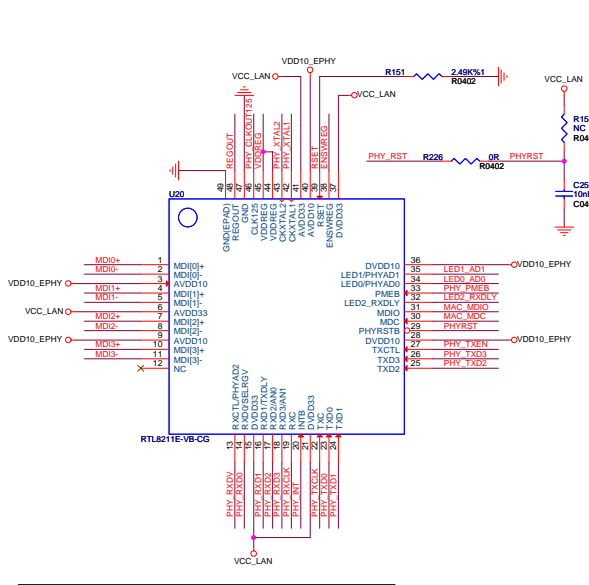 VDD10_EPHY
VCC_LAN
R151
2.49K%1
R0402
VCC_LAN
VCC_LAN
R15
NC
R04
PHY_RST
R226
0R
R0402
PHYRST
C25
10nl
C04
REGOUT
PHY_CLKOUT125
VDDREG
PHY_XTAL2
PHY_XTAL1
RSET
ENSWREG
49
48
47
46
45
44
43
42
41
40
39
38
37
U20
GND(EPAD)
REGOUT
GND
CLK125
VDDREG
VDDREG
CKXTAL2
CKXTAL1
AVDD33
AVDD10
RSET
ENSWREG
DVDD33
MDI0+ 1 MDI[0]+
MDI0- 2 MDI[0]-
VDD10_EPHY 3 AVDD10
MDI1+ 4 MDI[1]+
MDI1- 5 MDI[1]-
VCC_LAN 6 AVDD33
MDI2+ 7 MDI[2]+
MDI2- 8 MDI[2]-
VDD10_EPHY 9 AVDD10
MDI3+ 10 MDI[3]+
MDI3- 11 MDI[3]-
12 NC
DVDD10 36 VDD10_EPHY
LED1/PHYAD1 35 LED1_AD1
LED0/PHYAD0 34 LED0_AD0
PMEB 33 PHY_PMEB
LED2_RXDLY 32 LED2_RXDLY
MDIO 31 MAC_MDIO
MDC 30 MAC_MDC
PHYRSTB 29 PHYRST
DVDD10 28 VDD10_EPHY
TXCTL 27 PHY_TXEN
TXD3 26 PHY_TXD3
TXD2 25 PHY_TXD2
RXCTL/PHYAD2
RXD0/SELRGV
DVDD33
RXD1/TXDLY
RXD2/AN0
RXD3/AN1
RXC
INTB
DVDD33
TXC
TXD0
TXD1
RTL8211E-VB-CG
13
14
15
16
17
18
19
20
21
22
23
24
PHY_RXDV
PHY_RXD0
PHY_RXD1
PHY_RXD2
PHY_RXD3
PHY_RXCLK
PHY_INT
PHY_TXCLK
PHY_TXD0
PHY_TXD1
VCC_LAN